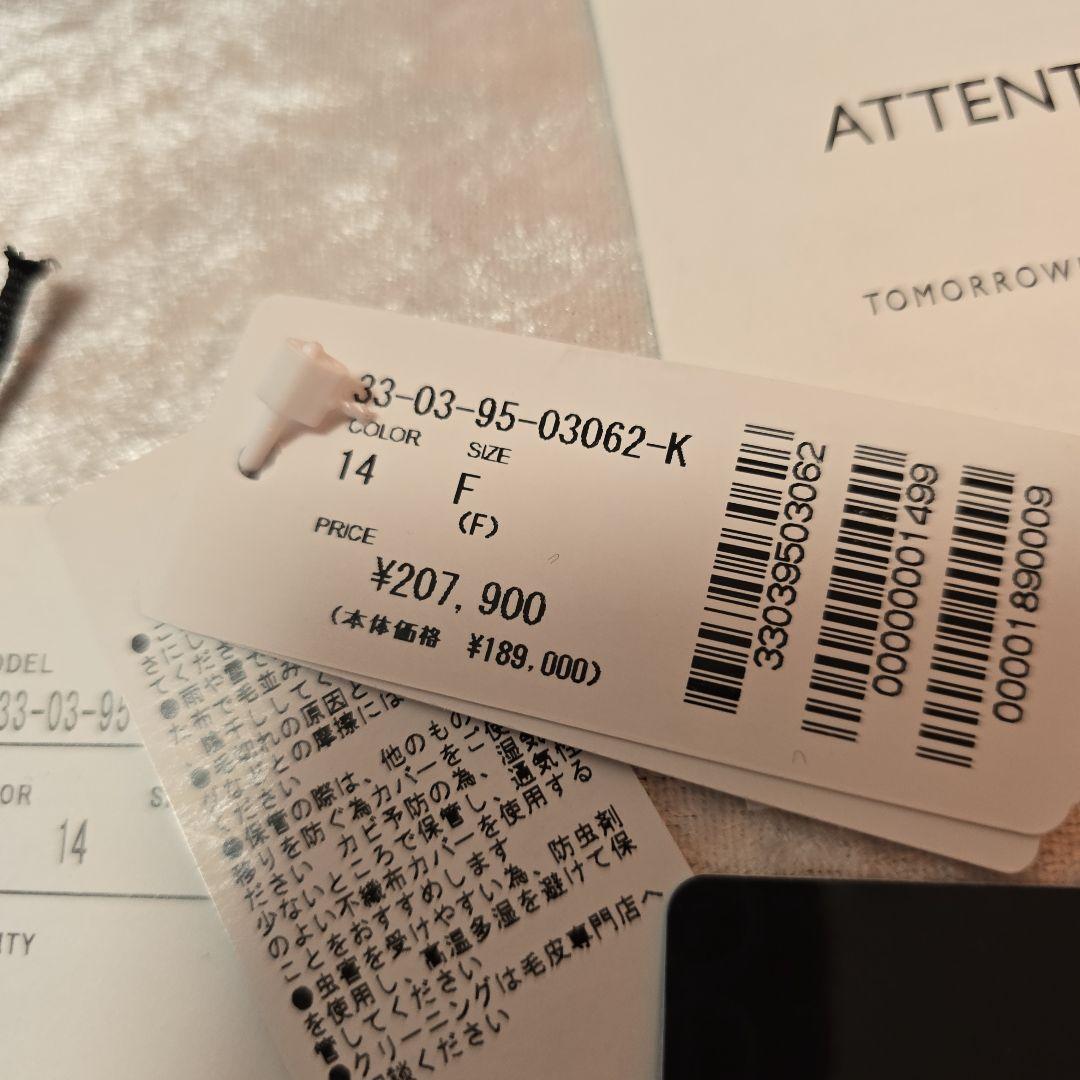 ATTENT
TOMORROW
33-03-95-03062-K
COLOR SIZE
14 F
(F)
PRICE
¥207,900
(本体価格 ¥189,000)
3303950 3062
0000001499
00001890009
ODEL
33-03-95
OR S
14
ITY
●保管の際は、他のもの
移りを防ぐ為カバーをご使
ださい カビ予防の為、湿気
少ないところで保管し、通気性
のよい不織布カバーを使用する
ことをおすすめします
●虫害を受けやすい為、防虫剤
を使用し、高温多湿を避けて保
管してください
●クリーニングは毛皮専門店へ
ください